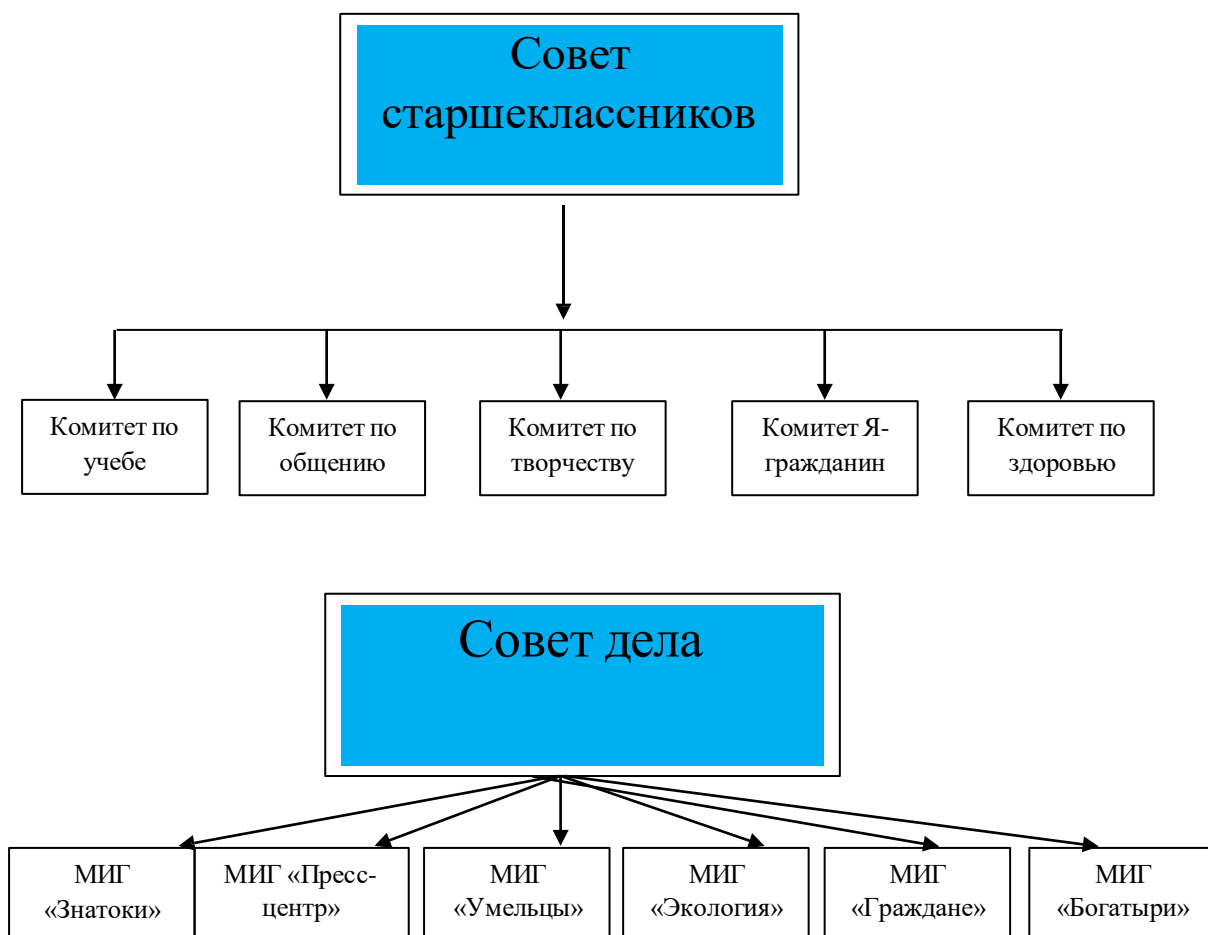 Совет
старшеклассников
Комитет по
учебе
Комитет по
общению
Комитет по
творчеству
Комитет Я-
гражданин
Комитет по
здоровью
Совет дела
МИГ
«Знатоки»
МИГ «Пресс-
центр»
МИГ
«Умельцы»
МИГ
«Экология»
МИГ
«Граждане»
МИГ
«Богатыри»